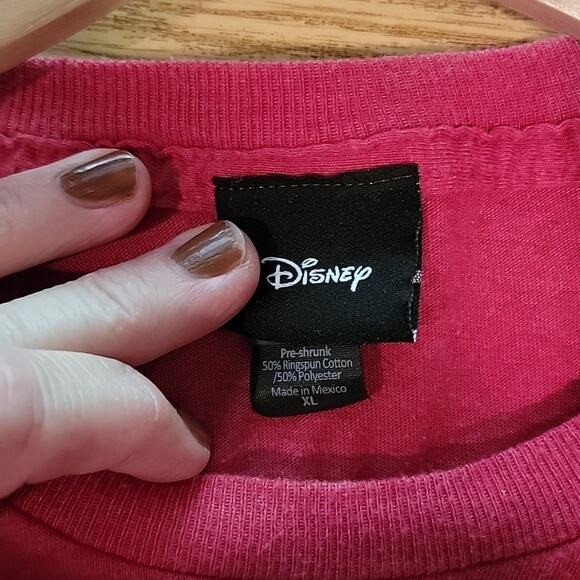 Disney
Pre-shrunk
50% Ringspun Cotton
/50% Polyester
Made in Mexico
XL